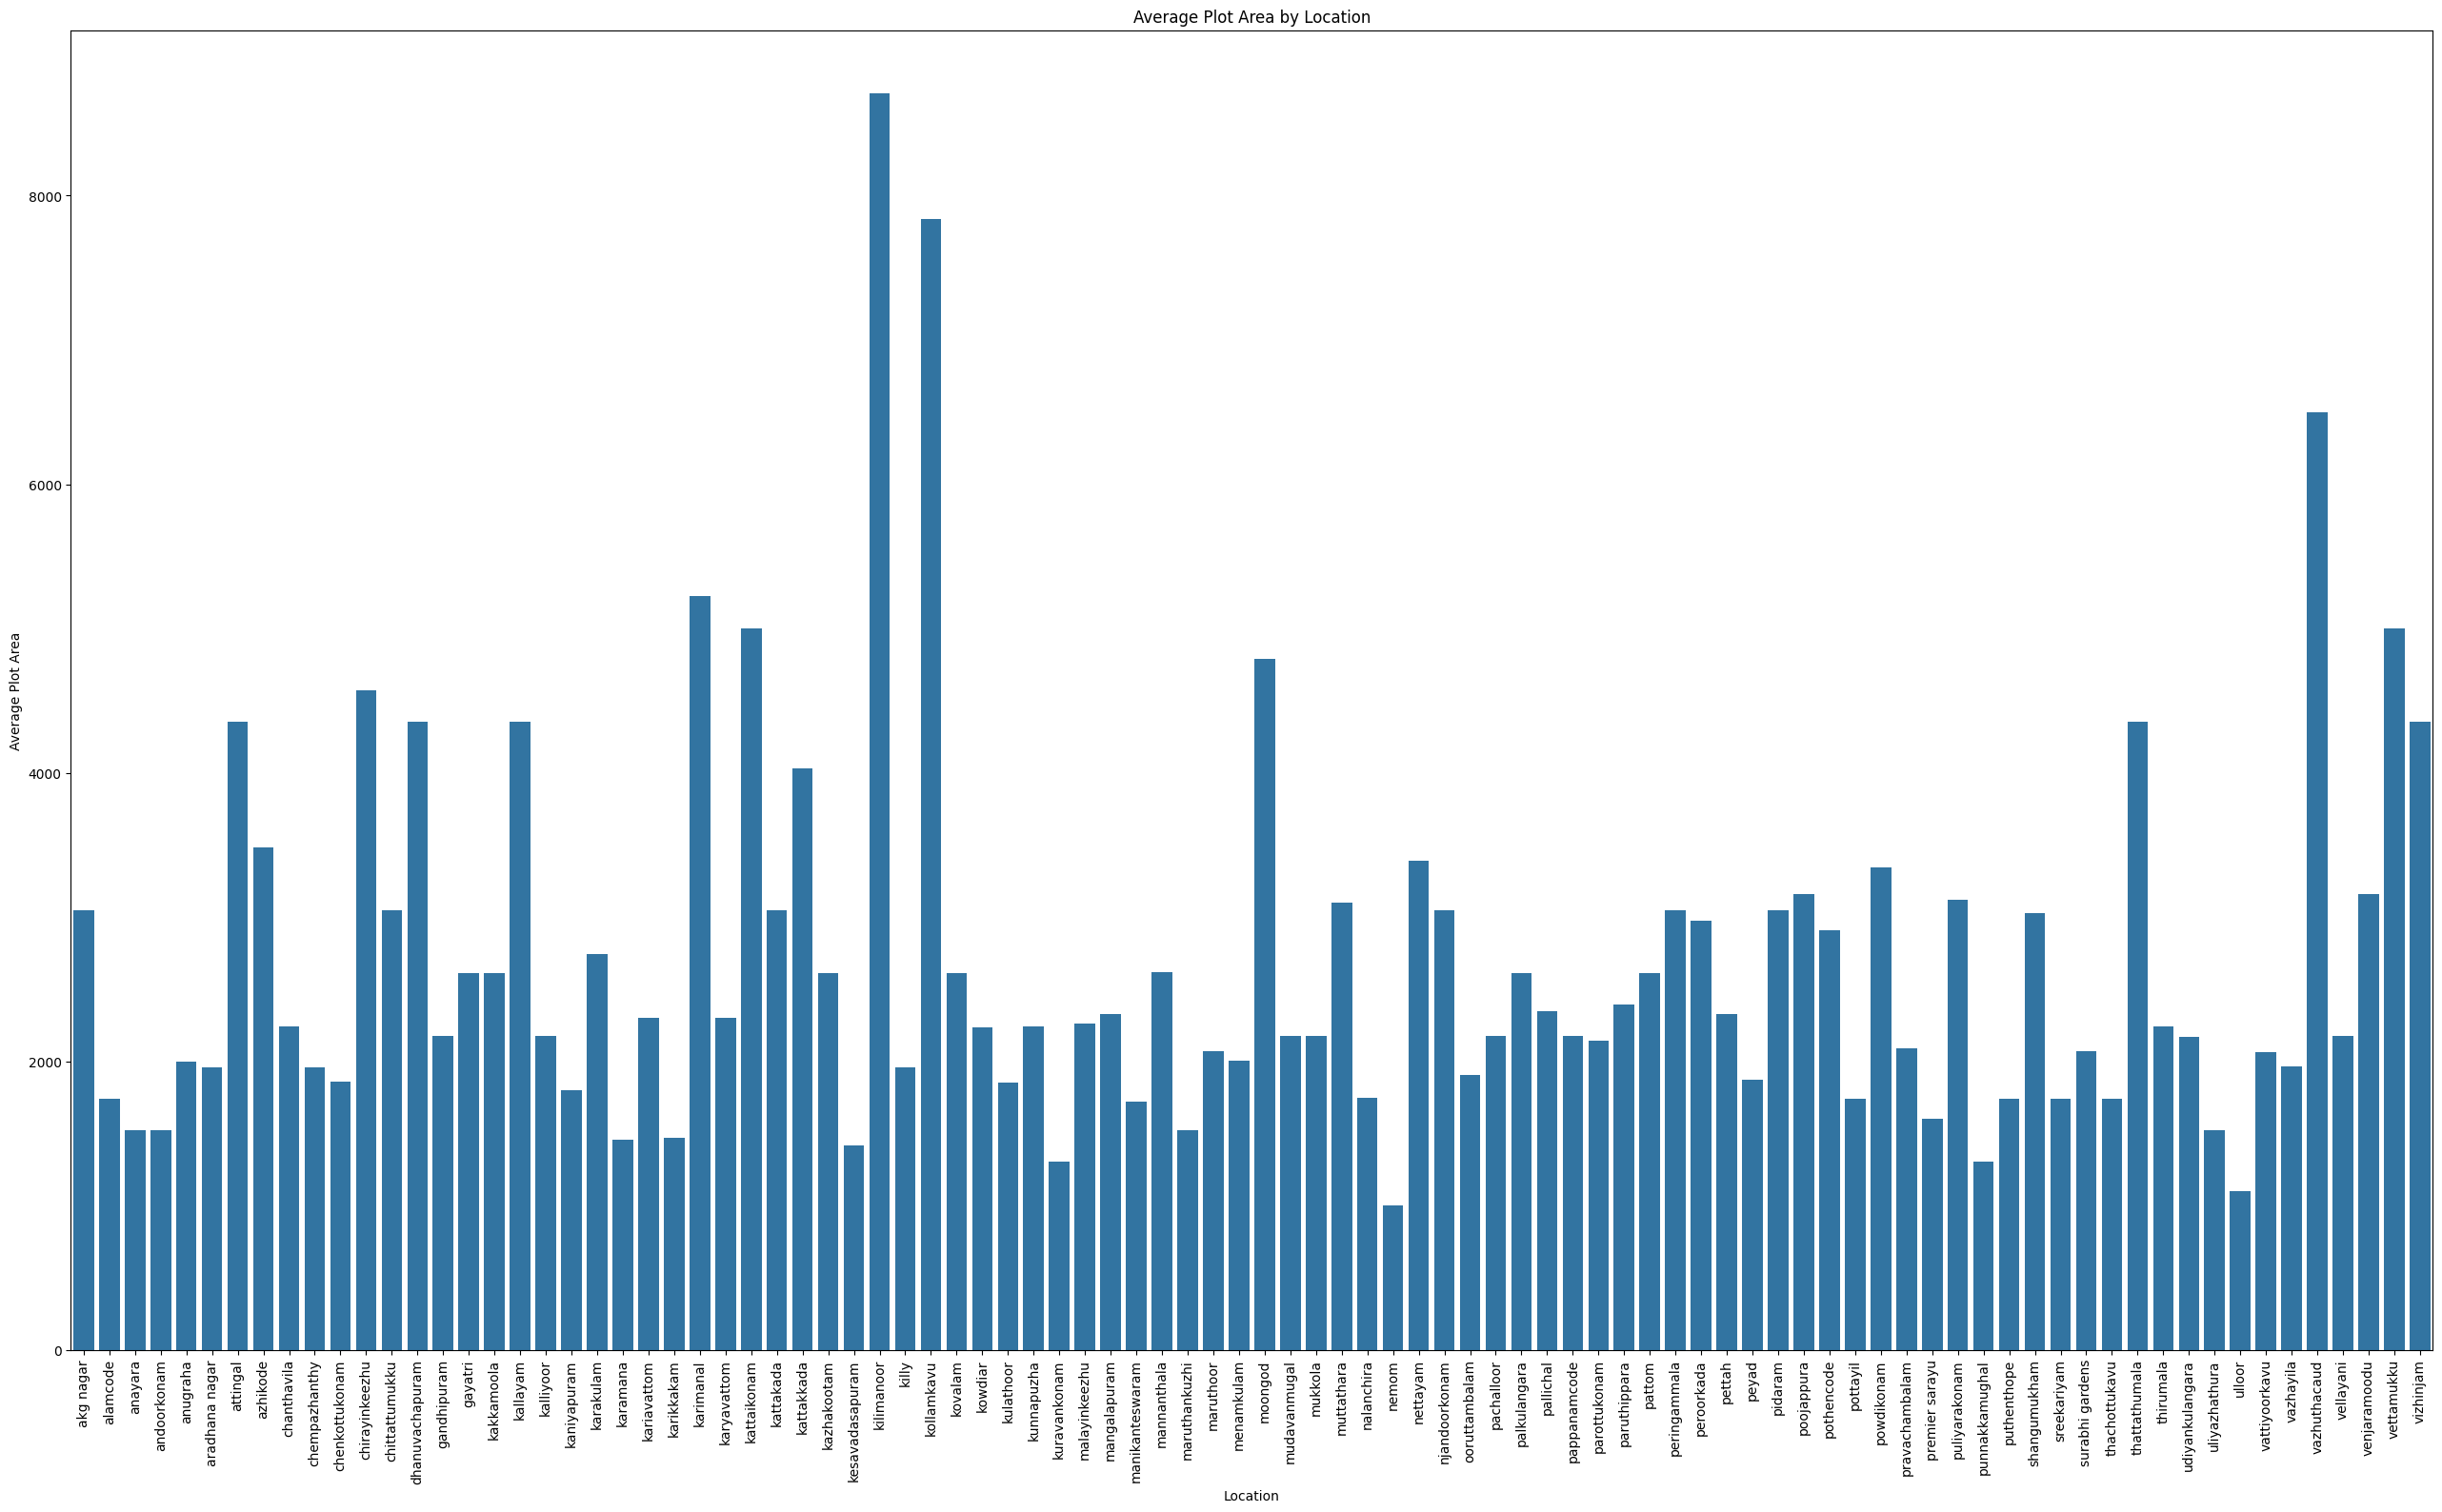 Average Plot Area by Location
Average Plot Area
8000
6000
4000
2000
0
akg nagar
alamcode
anayara
andoorkonam
anugraha
aradhana nagar
attingal
azhikode
chanthavila
chempazhanthy
chenkottukonam
chirayinkeezhu
chittattumukku
dhanuvachapuram
gandhipuram
gayatri
kakkamoola
kallayam
kalliyoor
kaniyapuram
karakulam
karamana
kariavattom
karikkakam
karimanal
karyavattom
kattaikonam
kattakada
kattakkada
kazhakootam
kesavadasapuram
kilimanoor
killy
kollamkavu
kovalam
kowdiar
kulathoor
kunnapuzha
kuravankonam
malayinkeezhu
mangalapuram
manikanteswaram
mannanthala
maruthankuzhi
maruthoor
menamkulam
moongod
mudavanmugal
mukkola
muttathara
nalanchira
nemom
nettayam
njandoorkonam
ooruttambalam
pachalloor
palkulangara
pallichal
pappanamcode
parottukonam
paruthippara
pattom
peringammala
peroorkada
pettah
peyad
pidaram
poojappura
pothencode
pottayil
powdikonam
pravachambalam
premier sarayu
puliyarakonam
punnakkamughal
puthenthope
shangumukham
sreekariyam
surabhi gardens
thachottukavu
thattathumala
thirumala
udiyankulangara
uliyazhathura
ulloor
vattiyoorkavu
vazhayila
vazhuthacaud
vellayani
venjaramoodu
vettamukku
vizhinjam
Location